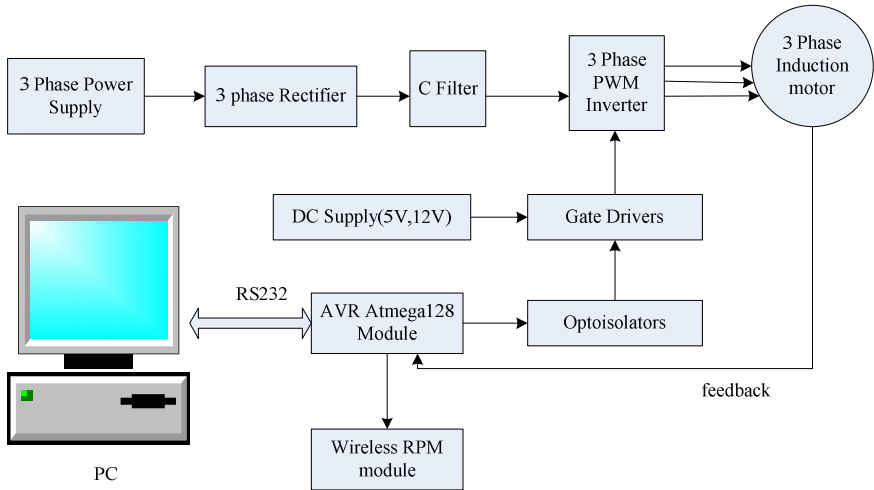 3 Phase Power
Supply
3 phase Rectifier
C Filter
3 Phase
PWM
Inverter
3 Phase
Induction
motor
DC Supply(5V,12V)
Gate Drivers
RS232
AVR Atmega128
Module
Optoisolators
feedback
Wireless RPM
module
PC